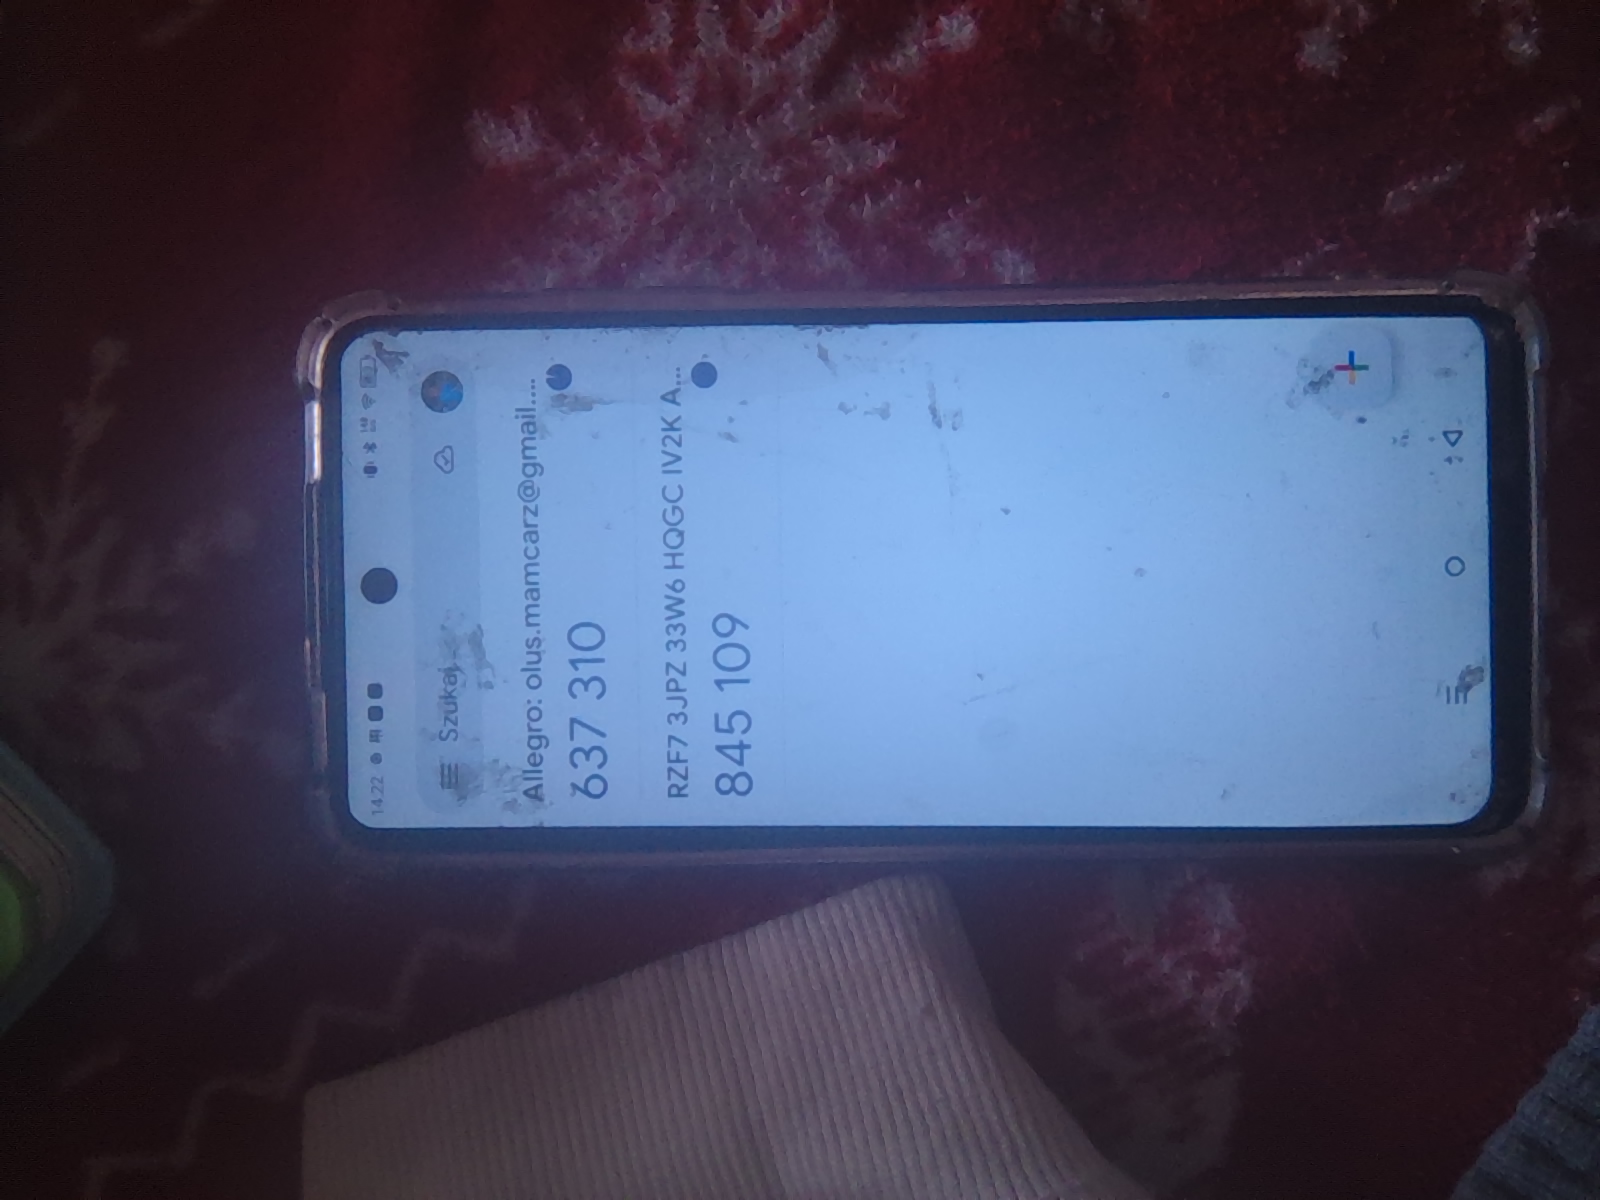 14:22
Szukaj...
Allegro: olus.mamcarz@gmail....
637 310
RZF7 3JPZ 33W6 HQGC IV2K A...
845 109